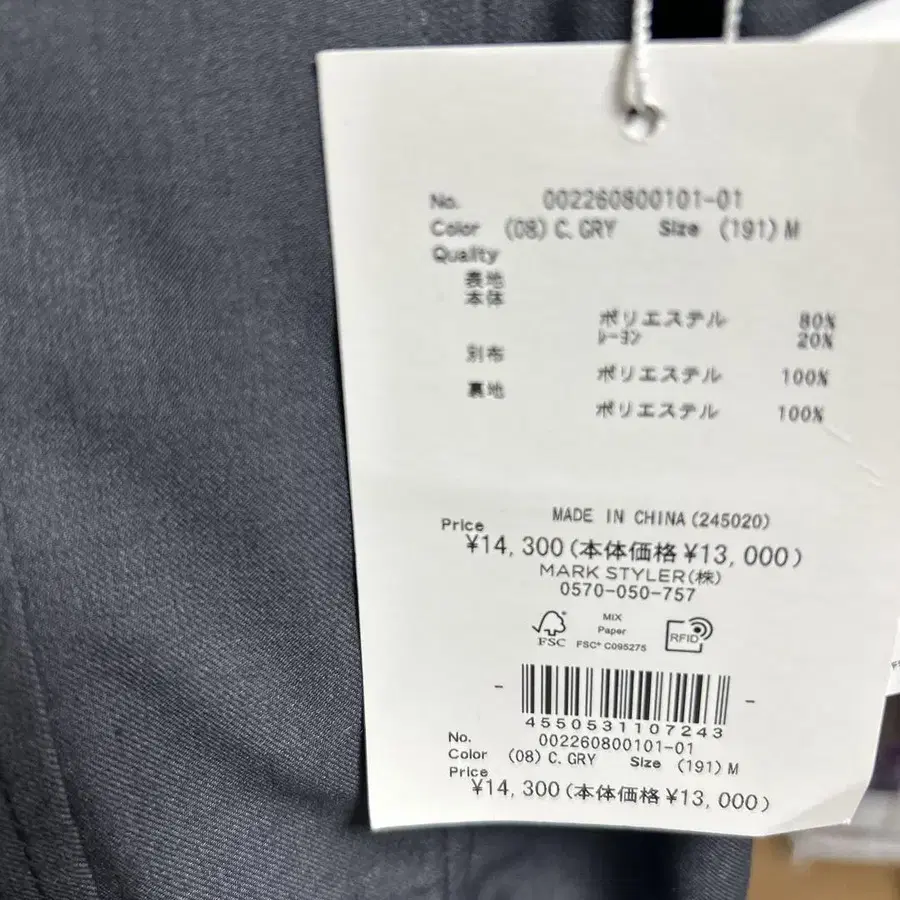 No. 002260800101-01
Color (08) C. GRY Size (191) M
Quality
表地
本体
ポリエステル 80%
レーヨン 20%
別布
ポリエステル 100%
裏地
ポリエステル 100%
MADE IN CHINA (245020)
Price
¥14,300(本体価格¥13,000)
MARK STYLER(株)
0570-050-757
FSC
MIX
Paper
FSC® C095275
RFID
4550531107243
No. 002260800101-01
Color (08) C. GRY Size (191) M
Price
¥14,300(本体価格¥13,000)